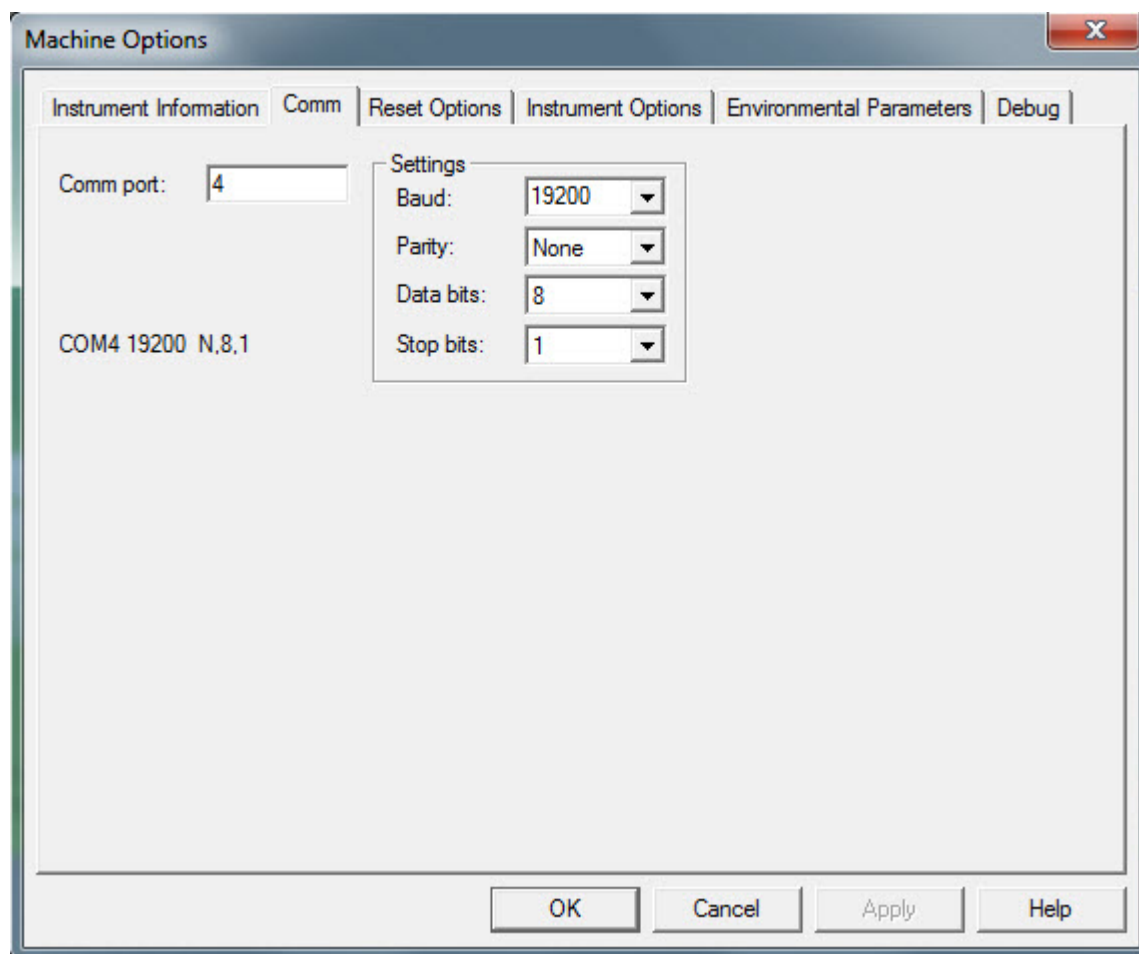 Machine Options
Instrument Information Comm Reset Options Instrument Options Environmental Parameters Debug
Comm port: 4
Settings
Baud: 19200
Parity: None
Data bits: 8
COM4 19200 N,8,1
Stop bits: 1
OK Cancel Apply Help